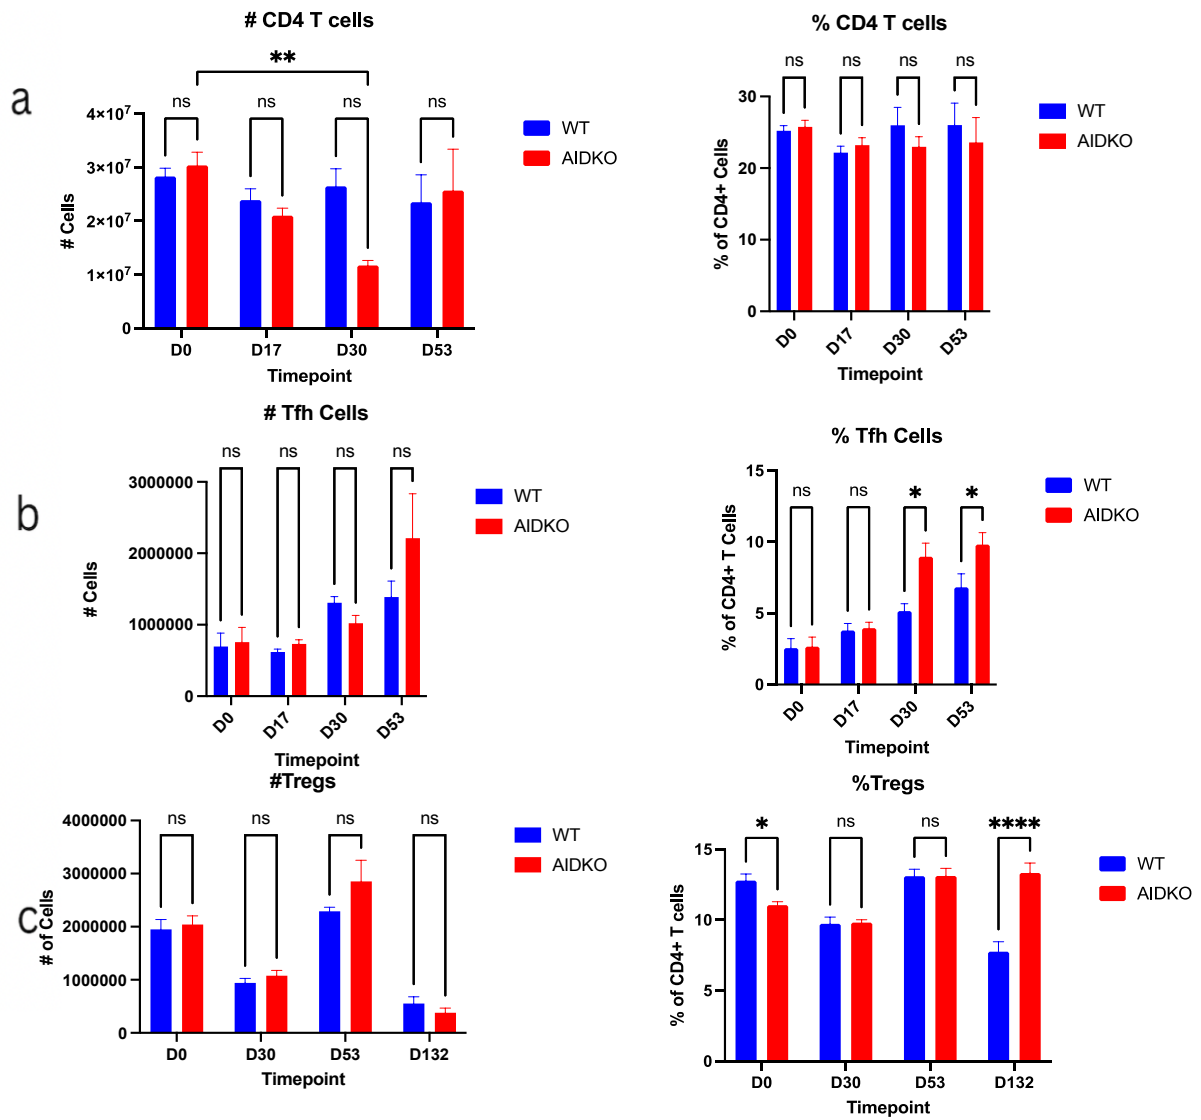 a
# CD4 T cells
**
ns ns ns ns
4×10⁷
3×10⁷
2×10⁷
1×10⁷
0
# Cells
D0 D17 D30 D53
Timepoint
WT
AIDKO
% CD4 T cells
ns ns ns ns
30
20
10
0
% of CD4+ Cells
D0 D17 D30 D53
Timepoint
WT
AIDKO
b
# Tfh Cells
ns ns ns ns
3000000
2000000
1000000
0
# Cells
D0 D17 D30 D53
Timepoint
WT
AIDKO
% Tfh Cells
ns ns * *
15
10
5
0
% of CD4+ T Cells
D0 D17 D30 D53
Timepoint
WT
AIDKO
c
#Tregs
ns ns ns ns
4000000
3000000
2000000
1000000
0
# of Cells
D0 D30 D53 D132
Timepoint
WT
AIDKO
%Tregs
* ns ns ****
15
10
5
0
% of CD4+ T cells
D0 D30 D53 D132
Timepoint
WT
AIDKO